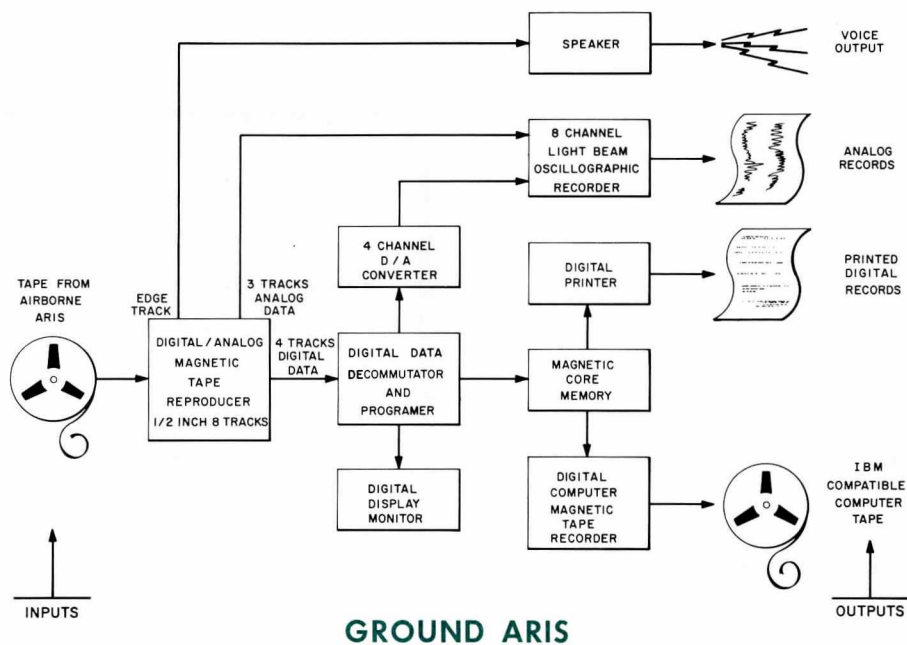 SPEAKER
VOICE
OUTPUT
8 CHANNEL
LIGHT BEAM
OSCILLOGRAPHIC
RECORDER
ANALOG
RECORDS
4 CHANNEL
D/A
CONVERTER
DIGITAL
PRINTER
PRINTED
DIGITAL
RECORDS
TAPE FROM
AIRBORNE
ARIS
EDGE
TRACK
3 TRACKS
ANALOG
DATA
DIGITAL/ANALOG
MAGNETIC
TAPE
REPRODUCER
1/2 INCH 8 TRACKS
4 TRACKS
DIGITAL
DATA
DIGITAL DATA
DECOMMUTATOR
AND
PROGRAMER
MAGNETIC
CORE
MEMORY
DIGITAL
DISPLAY
MONITOR
DIGITAL
COMPUTER
MAGNETIC
TAPE
RECORDER
IBM
COMPATIBLE
COMPUTER
TAPE
INPUTS
OUTPUTS
GROUND ARIS